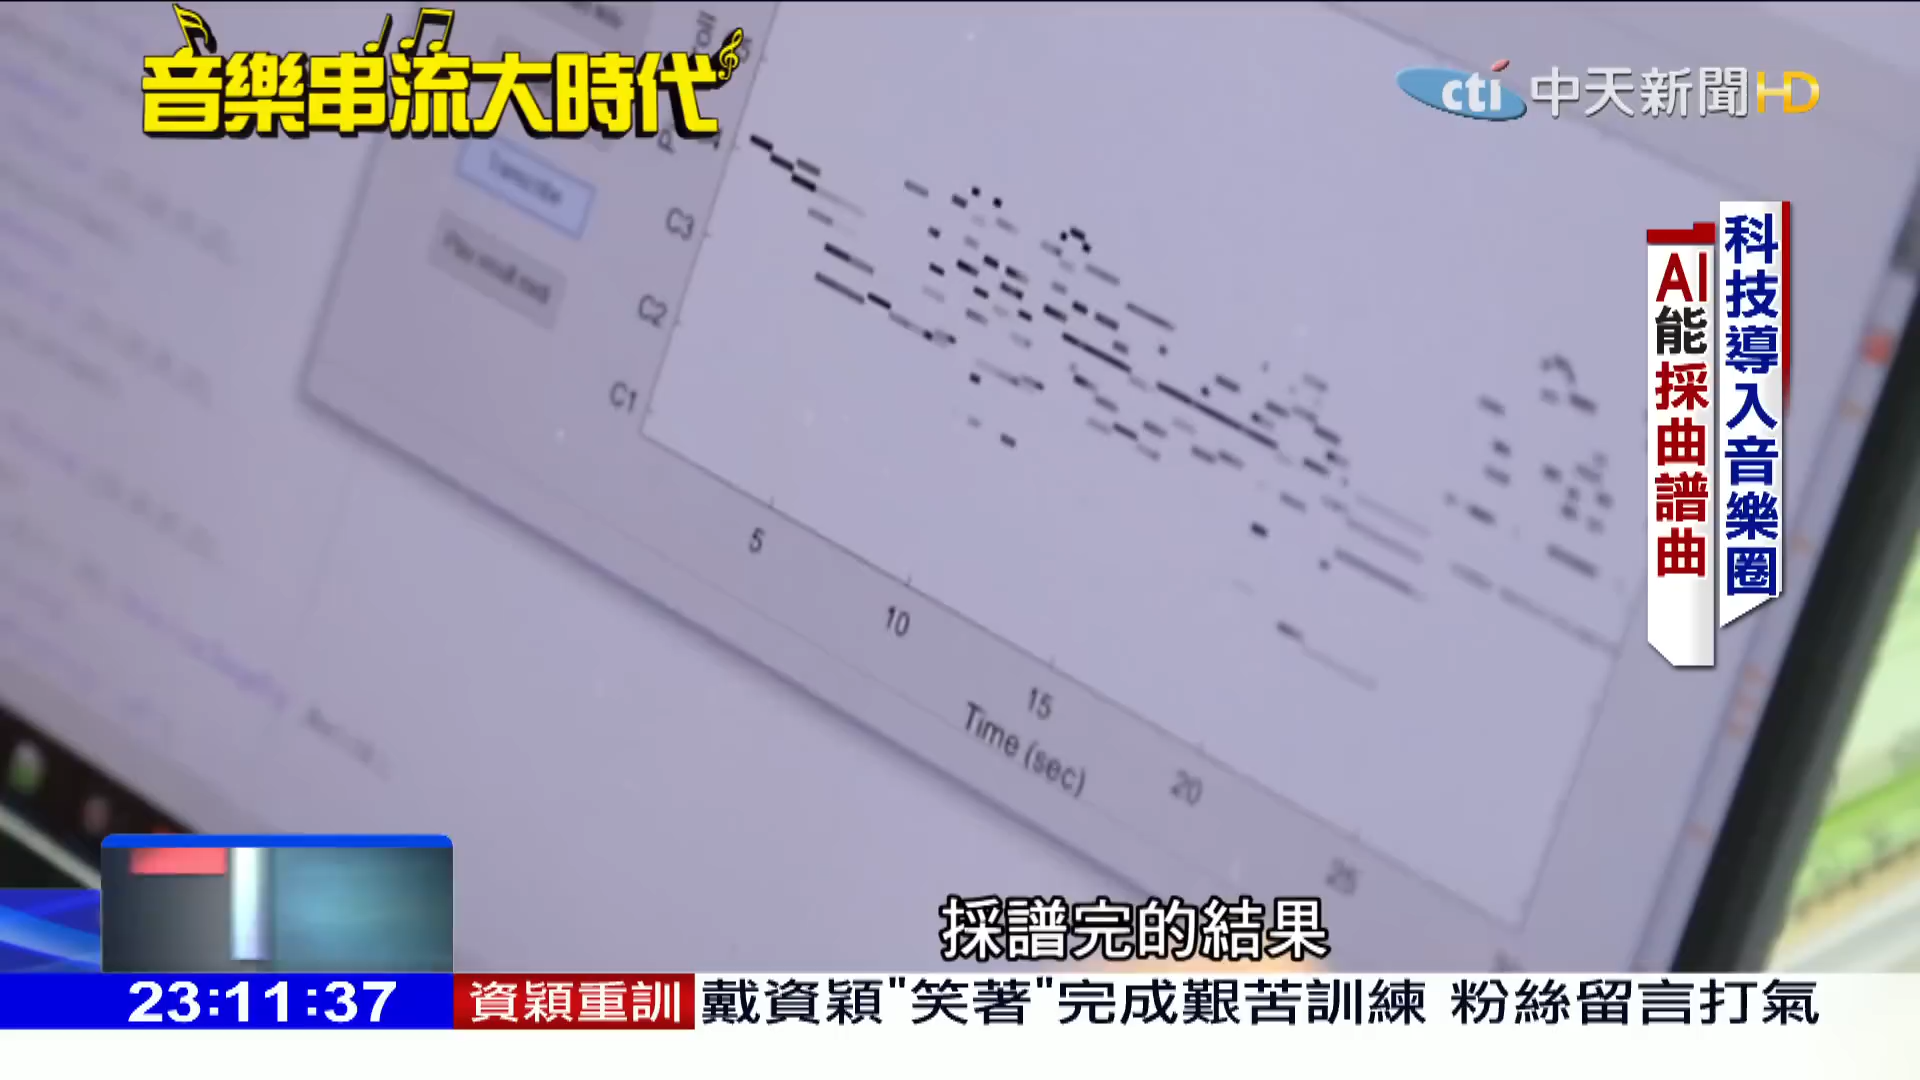 音樂串流大時代
cti 中天新聞HD
科技導入音樂圈
AI能採曲譜曲
Transcribe
C3
C2
C1
5
10
15
20
25
Time (sec)
採譜完的結果
23:11:37
資穎重訓
戴資穎"笑著"完成艱苦訓練 粉絲留言打氣